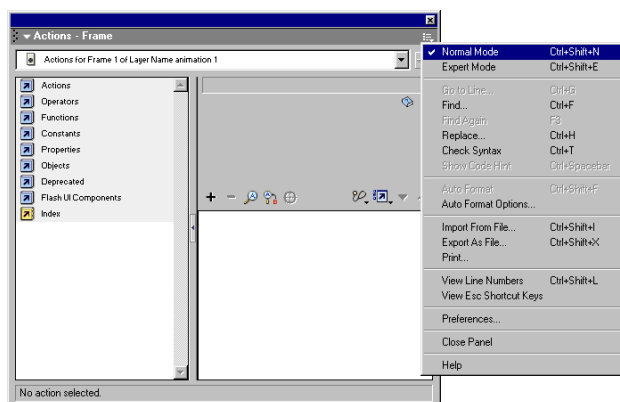 Actions - Frame
Actions for Frame 1 of Layer Name animation 1
Actions
Operators
Functions
Constants
Properties
Objects
Deprecated
Flash UI Components
Index
No action selected.
Normal Mode Ctrl+Shift+N
Expert Mode Ctrl+Shift+E
Go to Line... Ctrl+G
Find... Ctrl+F
Find Again F3
Replace... Ctrl+H
Check Syntax Ctrl+T
Show Code Hint Ctrl+Spacebar
Auto Format Ctrl+Shift+F
Auto Format Options...
Import From File... Ctrl+Shift+I
Export As File... Ctrl+Shift+X
Print...
View Line Numbers Ctrl+Shift+L
View Esc Shortcut Keys
Preferences...
Close Panel
Help